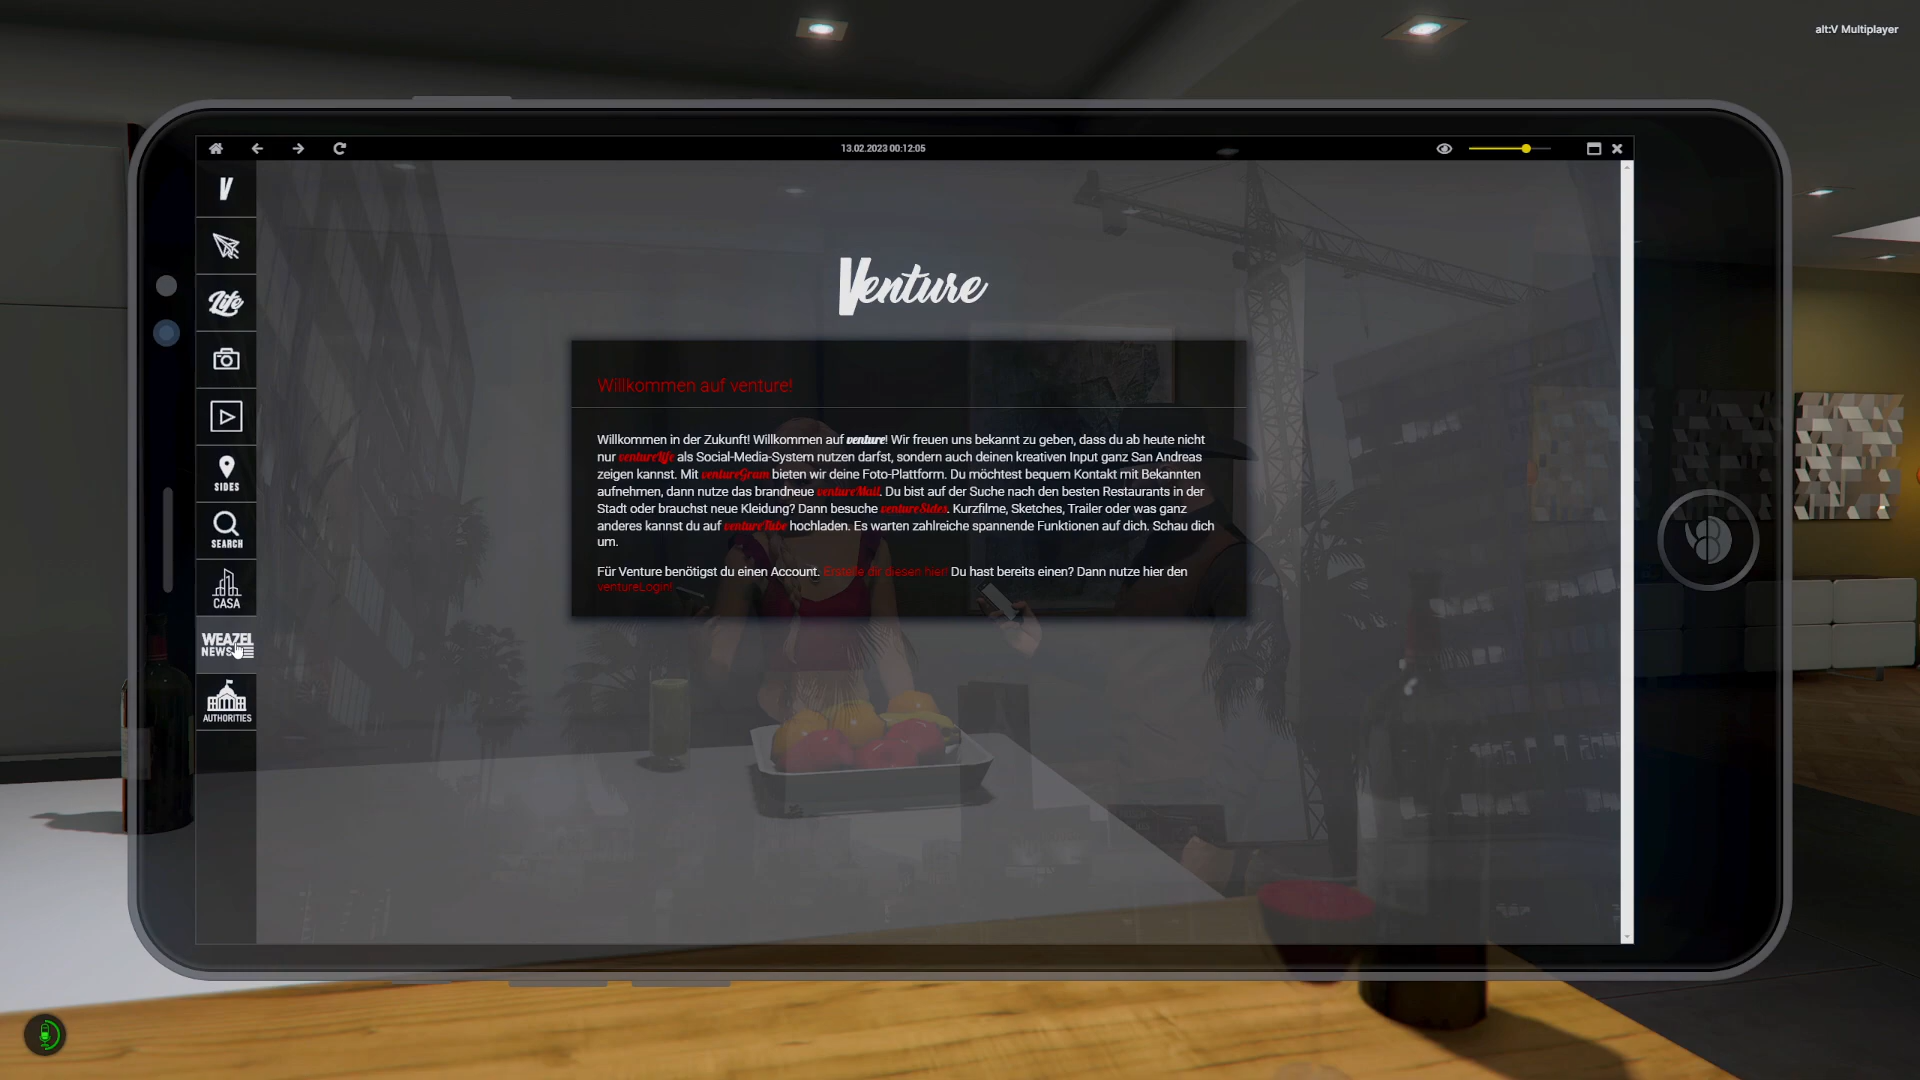 alt:V Multiplayer
13.02.2023 00:12:05
V
Life
SIDES
SEARCH
CASA
WEAZEL
NEWS
AUTHORITIES
Venture
Willkommen auf venture!
Willkommen in der Zukunft! Willkommen auf venture! Wir freuen uns bekannt zu geben, dass du ab heute nicht
nur ventureLife als Social-Media-System nutzen darfst, sondern auch deinen kreativen Input ganz San Andreas
zeigen kannst. Mit ventureGram bieten wir deine Foto-Plattform. Du möchtest bequem Kontakt mit Bekannten
aufnehmen, dann nutze das brandneue ventureMail. Du bist auf der Suche nach den besten Restaurants in der
Stadt oder brauchst neue Kleidung? Dann besuche ventureSides. Kurzfilme, Sketches, Trailer oder was ganz
anderes kannst du auf ventureTube hochladen. Es warten zahlreiche spannende Funktionen auf dich. Schau dich
um.
Für Venture benötigst du einen Account. Erstelle dir diesen hier! Du hast bereits einen? Dann nutze hier den
ventureLogin!